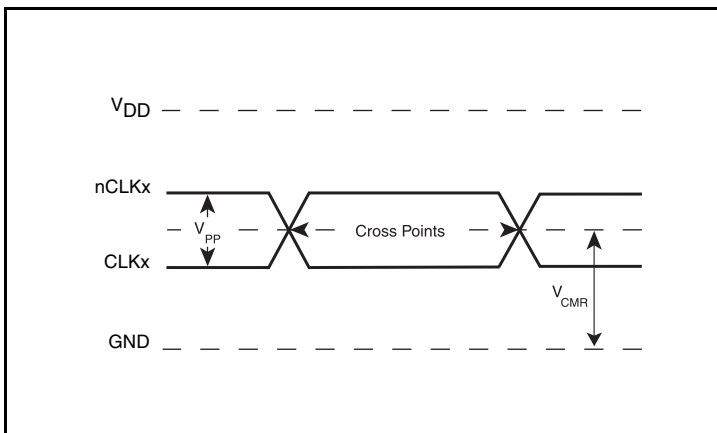 VDD
nCLKx
VPP
Cross Points
CLKx
VCMR
GND